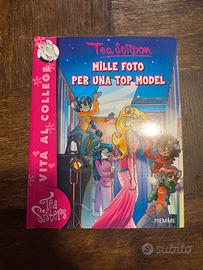 Tea Stilton
MILLE FOTO
PER UNA TOP MODEL
VITA AL COLLEGE
Tea Sisters
PIEMME
subito